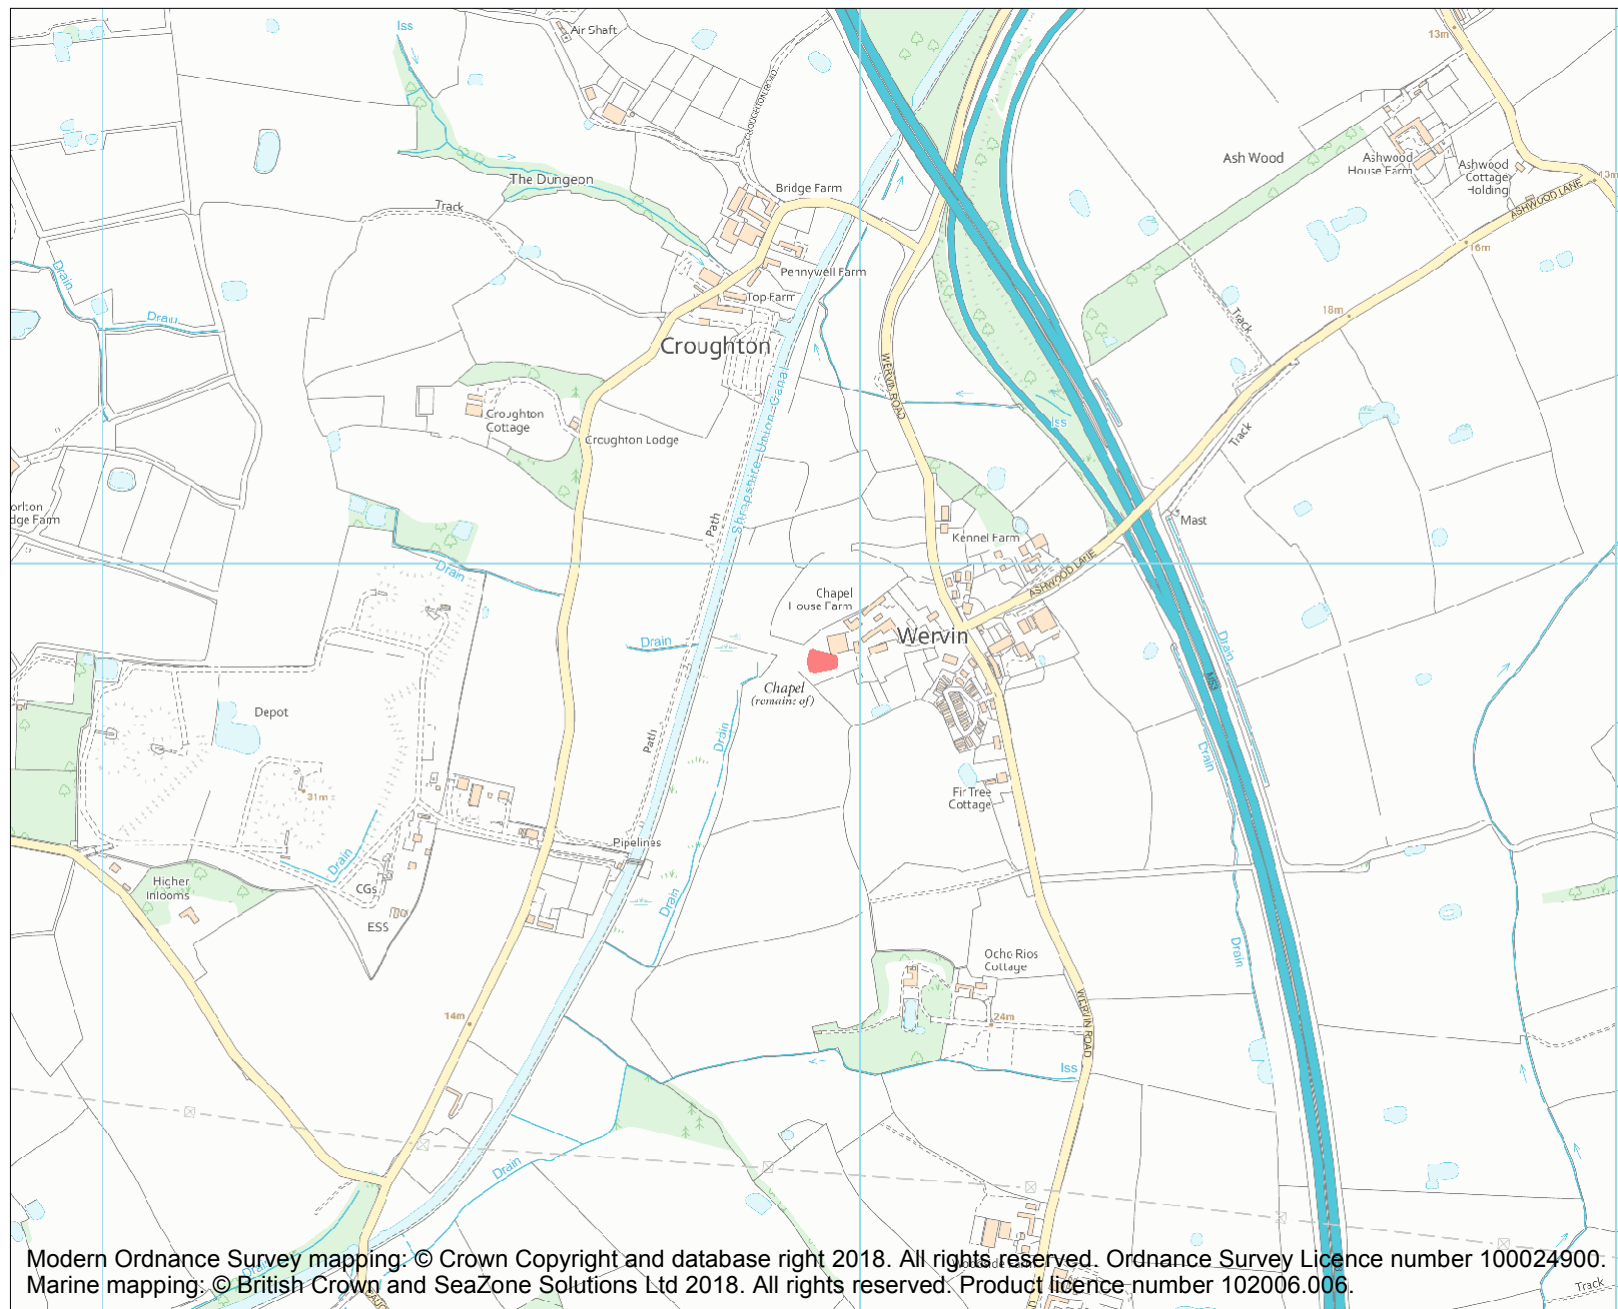 Iss
Air Shaft
13m
CROUGHTON ROAD
Ash Wood
Ashwood
House Farm
Ashwood
Cottage
Holding
The Dungeon
Bridge Farm
ASHWOOD LANE
Track
16m
Drain
Pennywell Farm
Top Farm
Drain
18m
Track
Croughton
WERVIN ROAD
Shropshire Union Canal
Croughton
Cottage
Croughton Lodge
Iss
Track
Path
Mast
Kennel Farm
Drain
ASHWOOD LANE
Chapel
House Farm
Wervin
Drain
Drain
M53
Chapel
(remains of)
Depot
Path
Drain
Drain
31m
Fir Tree
Cottage
Pipelines
Drain
Higher
Inlooms
CGs
Drain
ESS
Drain
Ocho Rios
Cottage
14m
24m
WERVIN ROAD
Iss
Drain
Drain
Track
Modern Ordnance Survey mapping: © Crown Copyright and database right 2018. All rights reserved. Ordnance Survey Licence number 100024900.
Marine mapping: © British Crown and SeaZone Solutions Ltd 2018. All rights reserved. Product licence number 102006.006.